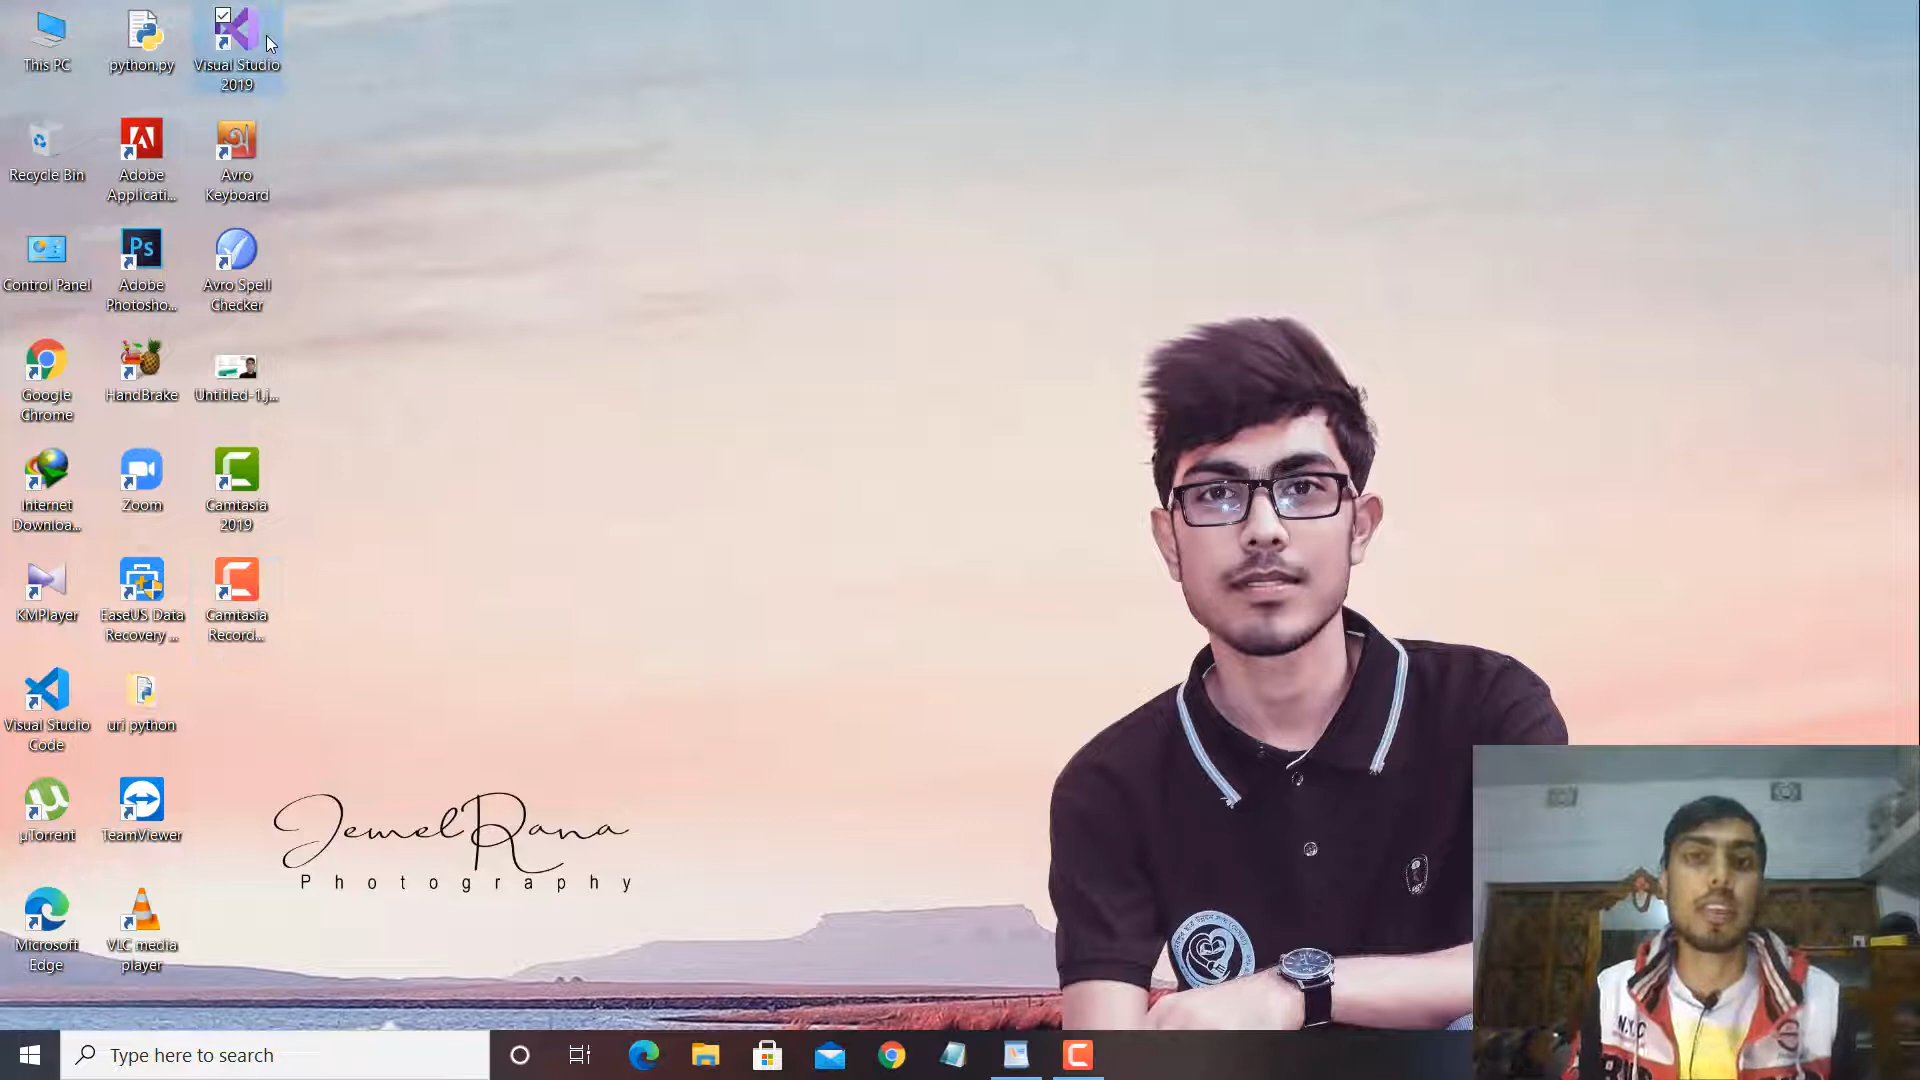 This PC
python.py
Visual Studio
2019
Recycle Bin
Adobe
Applicati...
Avro
Keyboard
Control Panel
Adobe
Photosho...
Avro Spell
Checker
Google
Chrome
HandBrake
Untitled-1.j...
Internet
Downloa...
Zoom
Camtasia
2019
KMPlayer
EaseUS Data
Recovery ...
Camtasia
Record...
Visual Studio
Code
uri python
µTorrent
TeamViewer
Microsoft
Edge
VLC media
player
Ps
Jemel Rana
Photography
Type here to search
N.Y.C